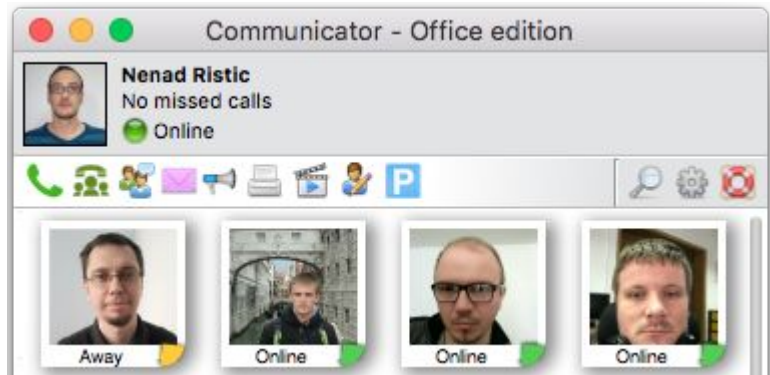 Communicator - Office edition
Nenad Ristic
No missed calls
Online
P
Away
Online
Online
Online